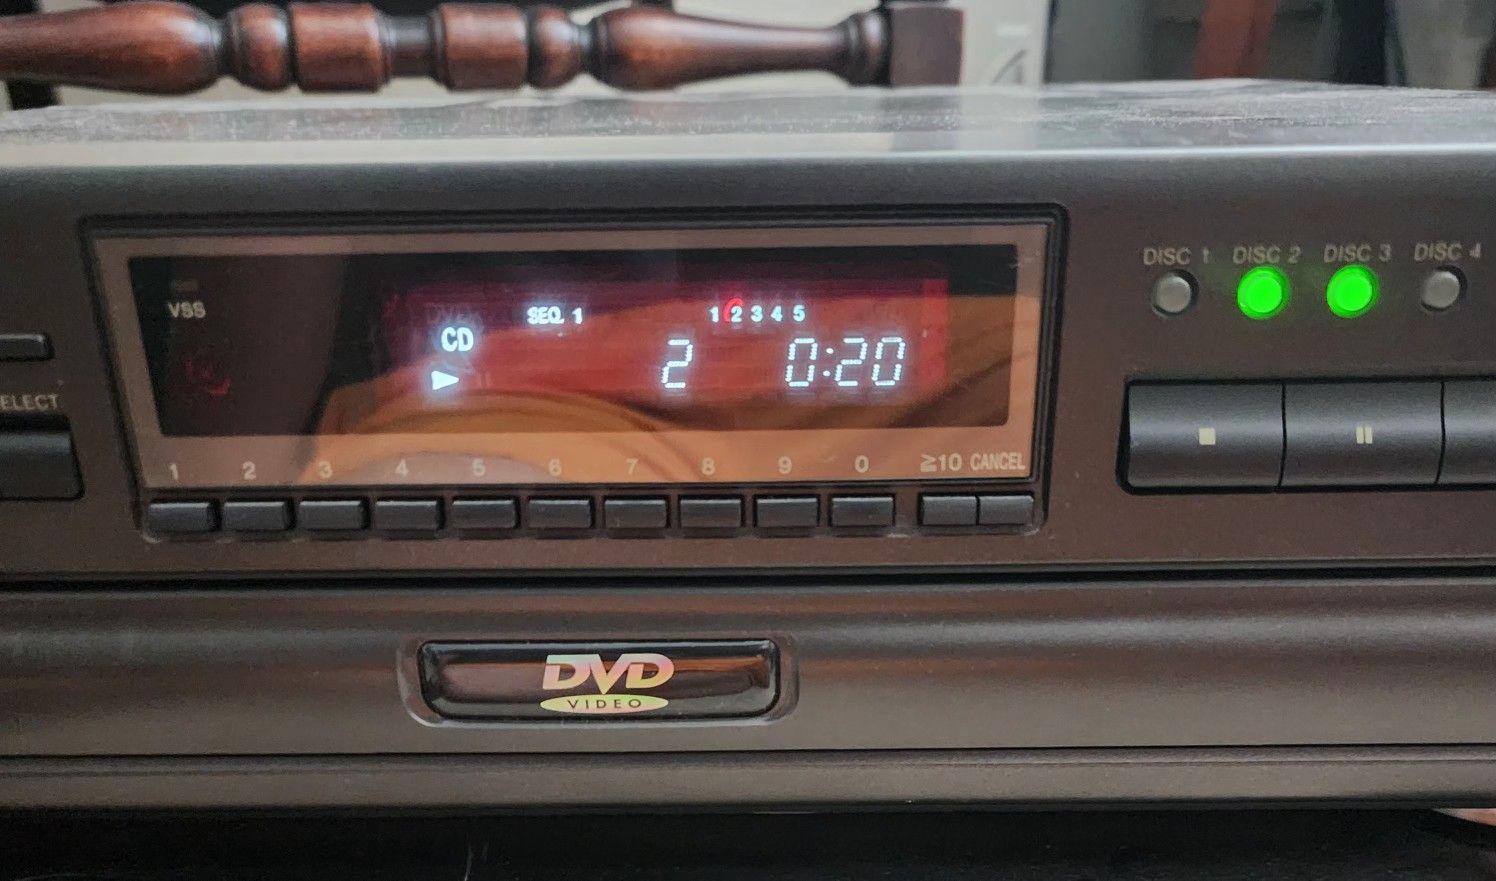 DISC 1 DISC 2 DISC 3 DISC 4
VSS
SEQ. 1 1 2 3 4 5
CD 2 0:20
ELECT
1 2 3 4 5 6 7 8 9 0 ≧10 CANCEL
DVD
VIDEO